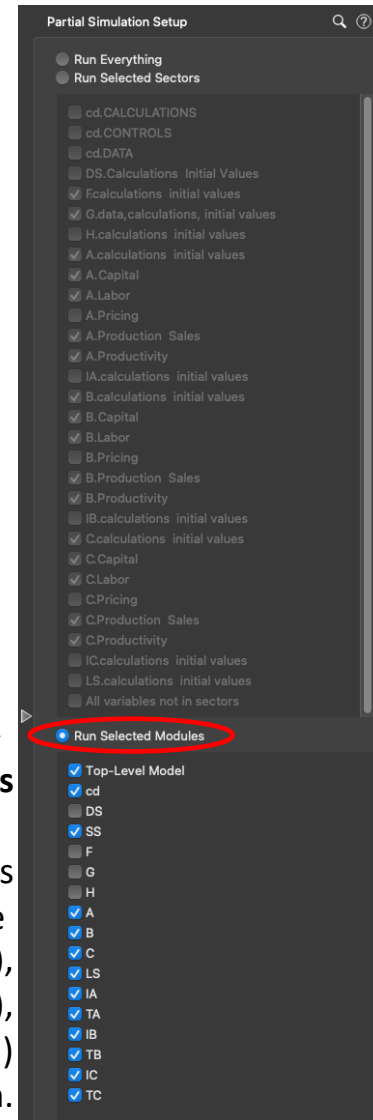 Partial Simulation Setup
Run Everything
Run Selected Sectors
cd.CALCULATIONS
cd.CONTROLS
cd.DATA
DS.Calculations Initial Values
F.calculations initial values
G.data,calculations, initial values
H.calculations initial values
A.calculations initial values
A.Capital
A.Labor
A.Pricing
A.Production Sales
A.Productivity
IA.calculations initial values
B.calculations initial values
B.Capital
B.Labor
B.Pricing
B.Production Sales
B.Productivity
IB.calculations initial values
C.calculations initial values
C.Capital
C.Labor
C.Pricing
C.Production Sales
C.Productivity
IC.calculations initial values
LS.calculations initial values
All variables not in sectors
Run Selected Modules
Top-Level Model
s
cd
DS
SS
F
s
G
e
H
A
),
B
C
),
LS
IA
)
TA
IB
TB
IC
TC